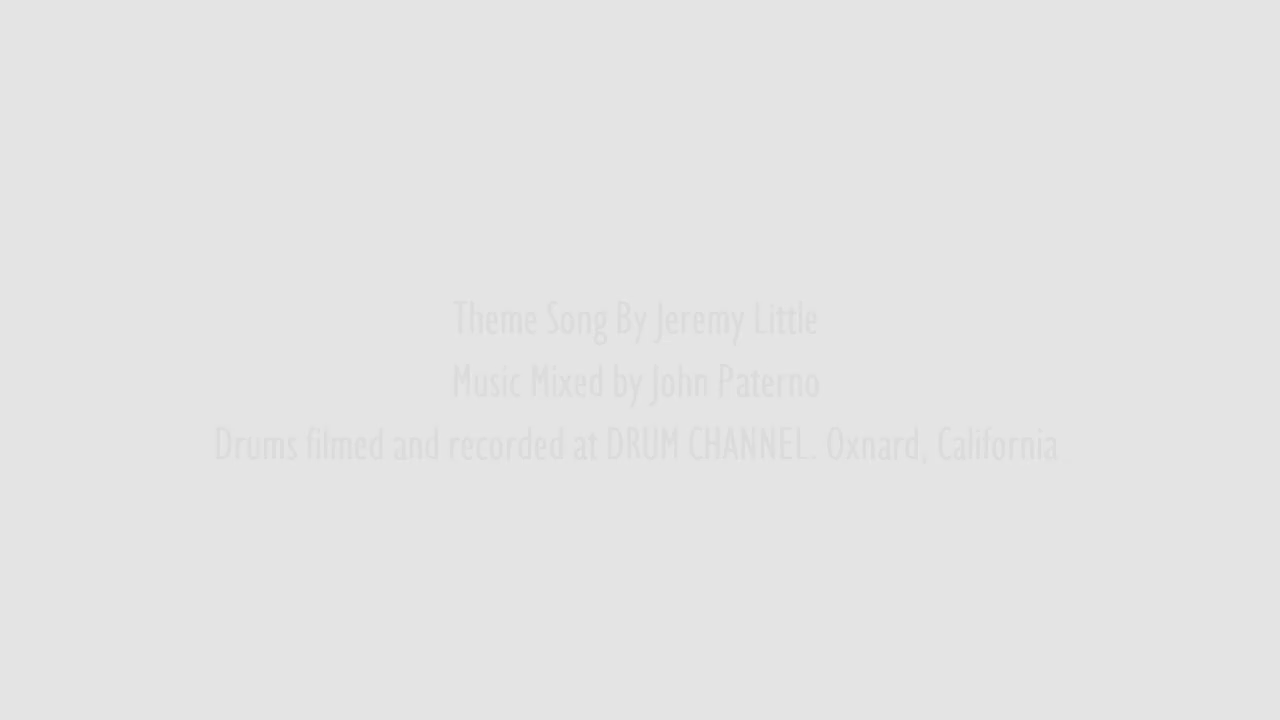 Theme Song By Jeremy Little
Music Mixed by John Paterno
Drums filmed and recorded at DRUM CHANNEL. Oxnard, California